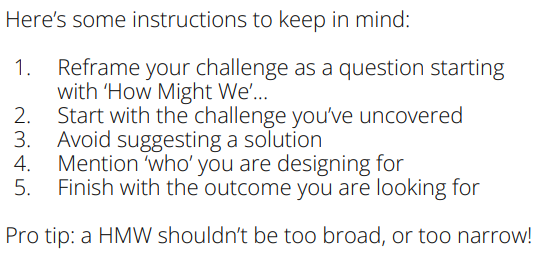 Here’s some instructions to keep in mind:
1. Reframe your challenge as a question starting
with ‘How Might We’...
2. Start with the challenge you’ve uncovered
3. Avoid suggesting a solution
4. Mention ‘who’ you are designing for
5. Finish with the outcome you are looking for
Pro tip: a HMW shouldn’t be too broad, or too narrow!